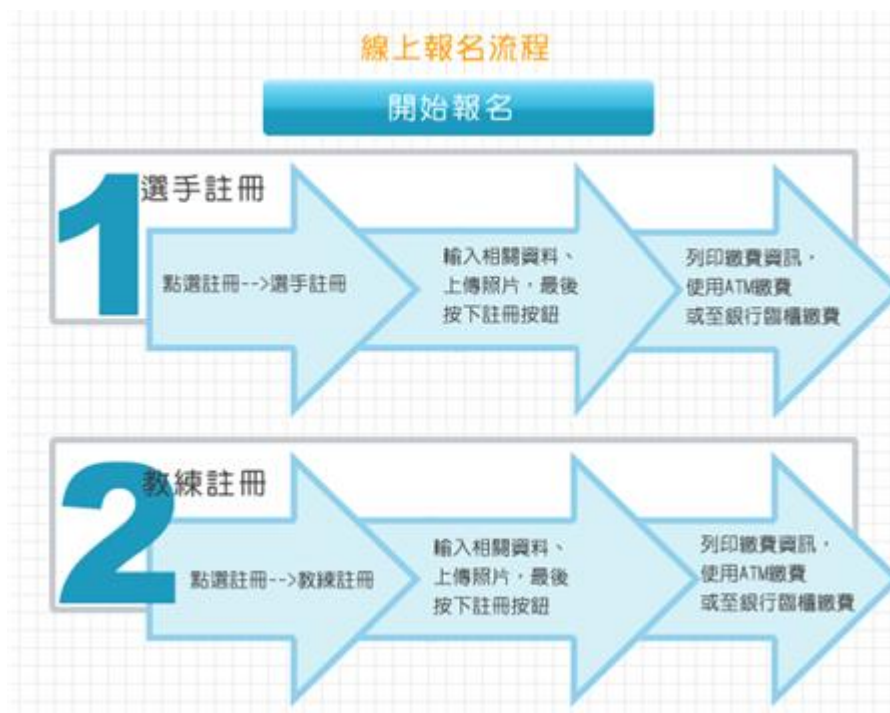 線上報名流程
開始報名
1
選手註冊
點選註冊-->選手註冊
輸入相關資料、
上傳照片，最後
按下註冊按鈕
列印繳費資訊，
使用ATM繳費
或至銀行臨櫃繳費
2
教練註冊
點選註冊-->教練註冊
輸入相關資料、
上傳照片，最後
按下註冊按鈕
列印繳費資訊，
使用ATM繳費
或至銀行臨櫃繳費